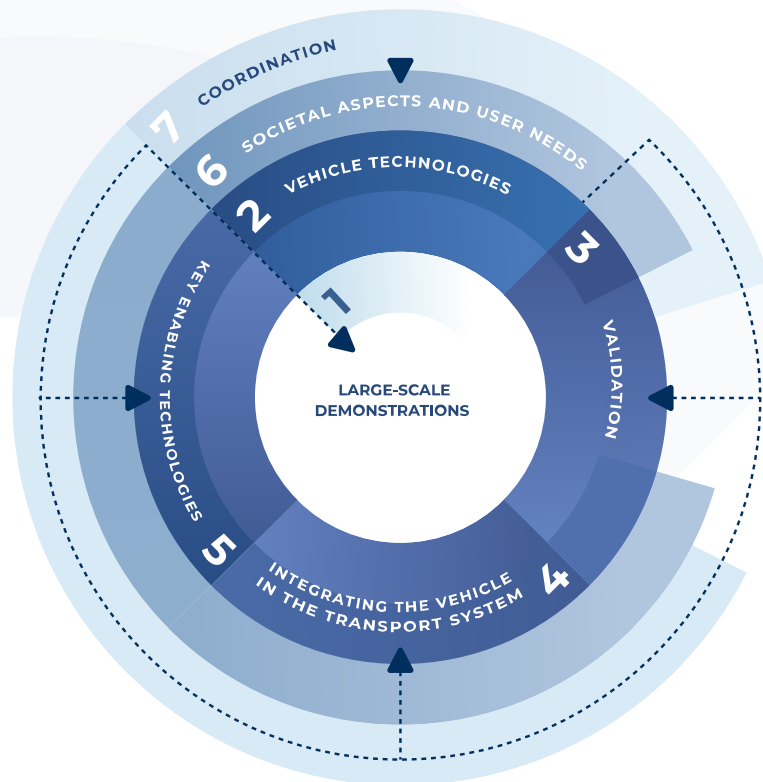 7
COORDINATION
6
SOCIETAL ASPECTS AND USER NEEDS
2
VEHICLE TECHNOLOGIES
3
VALIDATION
1
LARGE-SCALE
DEMONSTRATIONS
KEY ENABLING TECHNOLOGIES
5
INTEGRATING THE VEHICLE
IN THE TRANSPORT SYSTEM
4